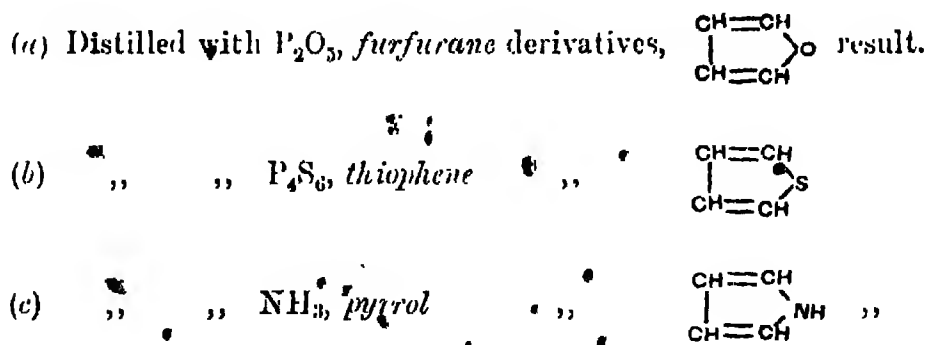 CH=CH
(a) Distilled with P₂O₅, furfurane derivatives, O result.
CH=CH
CH=CH
(b) ,, ,, P₄S₆, thiophene ,, S
CH=CH
CH=CH
(c) ,, ,, NH₃, pyrrol ,, NH ,,
CH=CH